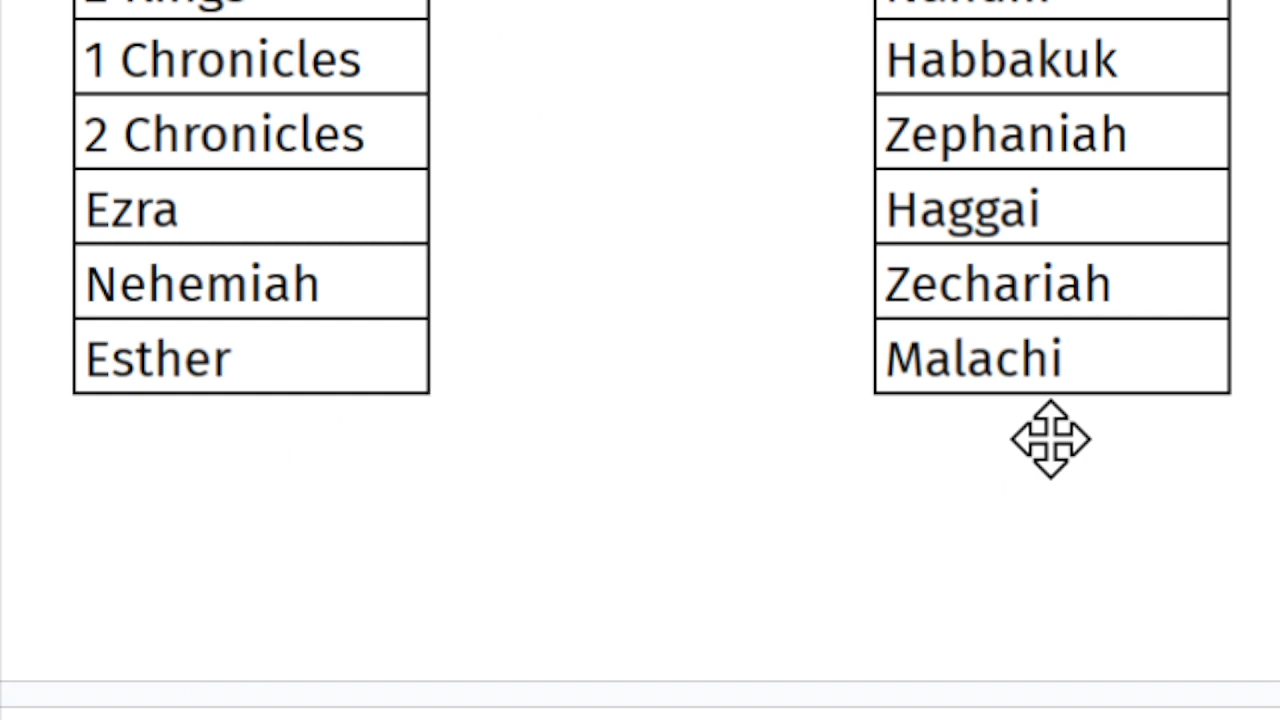 1 Chronicles
2 Chronicles
Ezra
Nehemiah
Esther
Habbakuk
Zephaniah
Haggai
Zechariah
Malachi